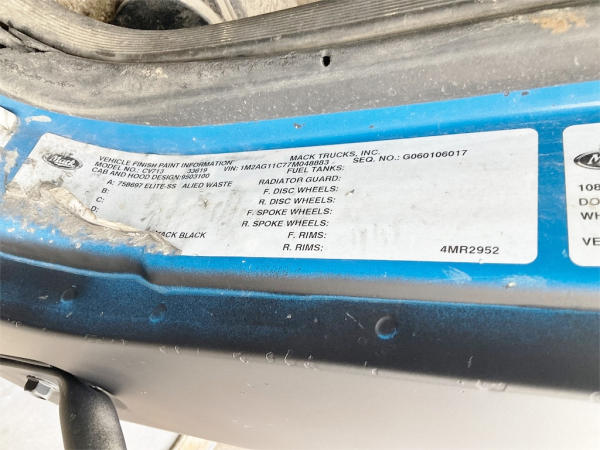 Mack
VEHICLE FINISH PAINT INFORMATION
MACK TRUCKS, INC.
MODEL NO.: CV713 33619 VIN: 1M2AG11C77M048883 SEQ. NO.: G060106017
CAB AND HOOD DESIGN:9503100 FUEL TANKS:
A: 758697 ELITE-SS ALIED WASTE RADIATOR GUARD:
B: F. DISC WHEELS:
C: R. DISC WHEELS:
D: F. SPOKE WHEELS:
R. SPOKE WHEELS:
BLACK F. RIMS:
R. RIMS: 4MR2952
108
DO
WH
VE